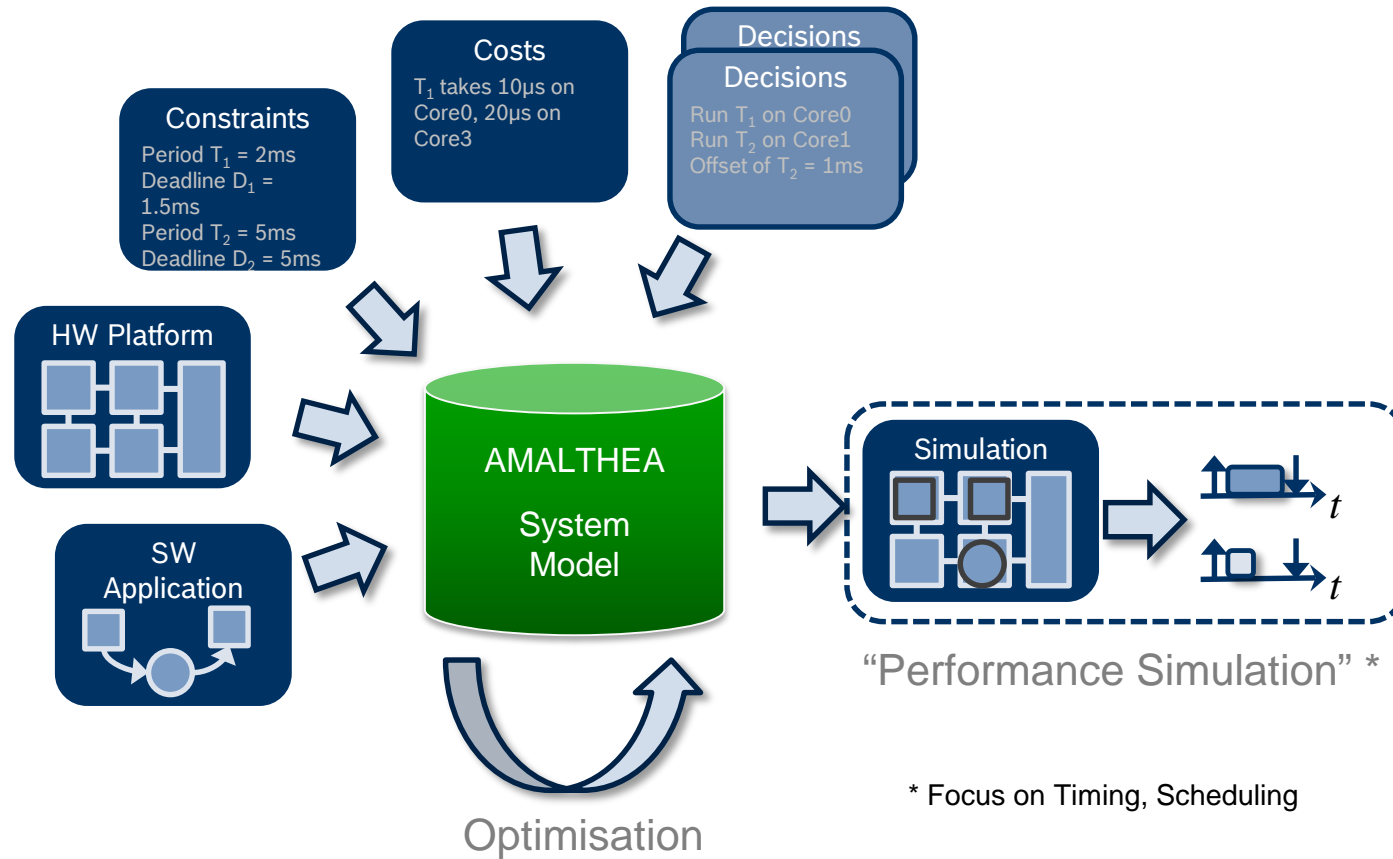 Decisions
Costs
T₁ takes 10µs on
Core0, 20µs on
Core3
Decisions
Run T₁ on Core0
Run T₂ on Core1
Offset of T₂ = 1ms
Constraints
Period T₁ = 2ms
Deadline D₁ =
1.5ms
Period T₂ = 5ms
Deadline D₂ = 5ms
HW Platform
SW
Application
AMALTHEA
System
Model
Simulation
t
t
“Performance Simulation” *
* Focus on Timing, Scheduling
Optimisation